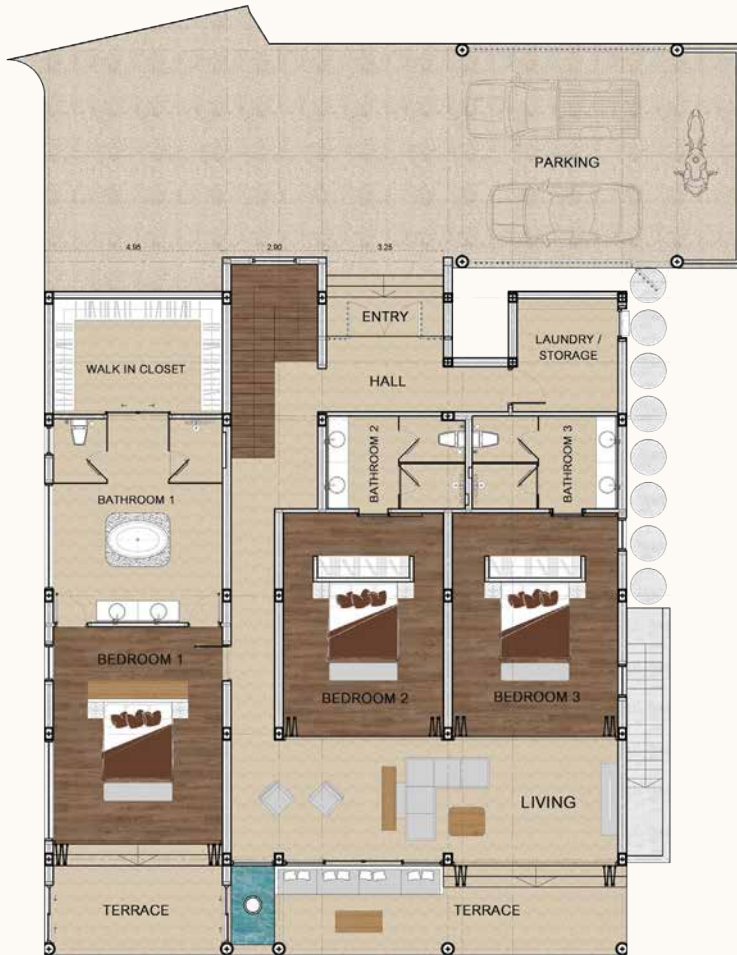 PARKING
4.95
2.90
3.25
ENTRY
LAUNDRY /
STORAGE
WALK IN CLOSET
HALL
BATHROOM 2
BATHROOM 3
BATHROOM 1
BEDROOM 1
BEDROOM 2
BEDROOM 3
LIVING
TERRACE
TERRACE